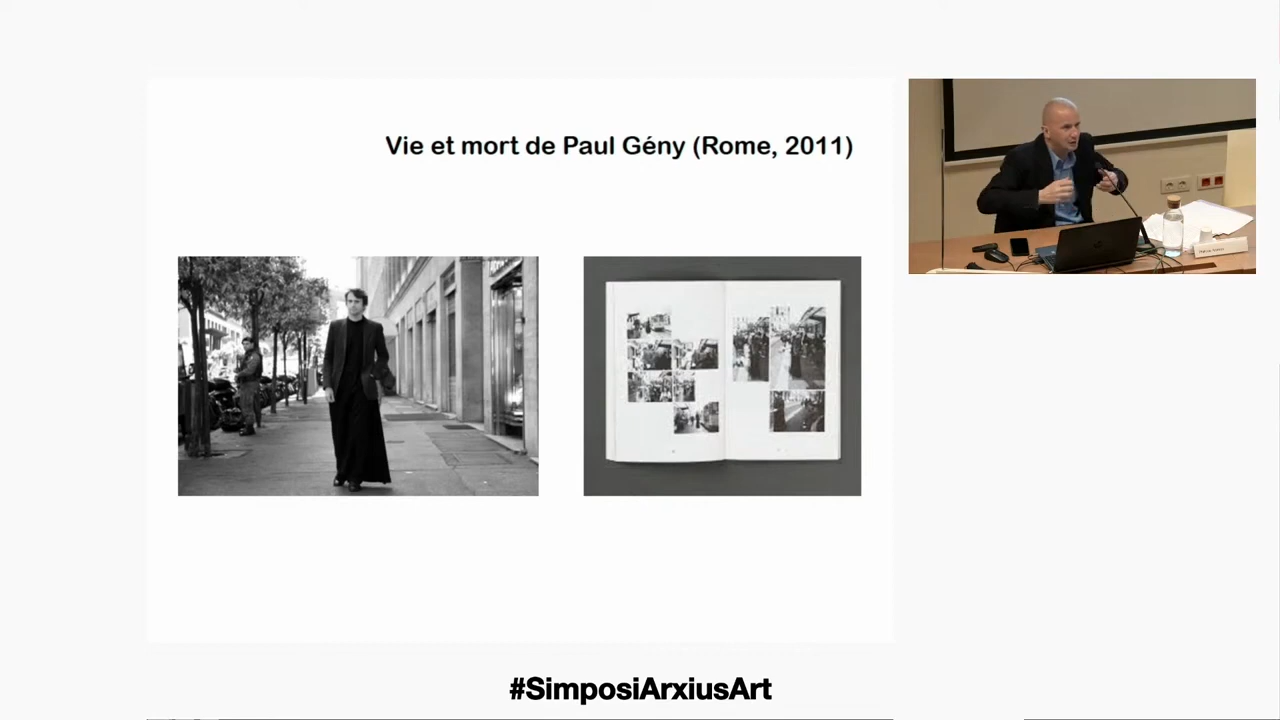 Vie et mort de Paul Gény (Rome, 2011)
#SimposiArxiusArt